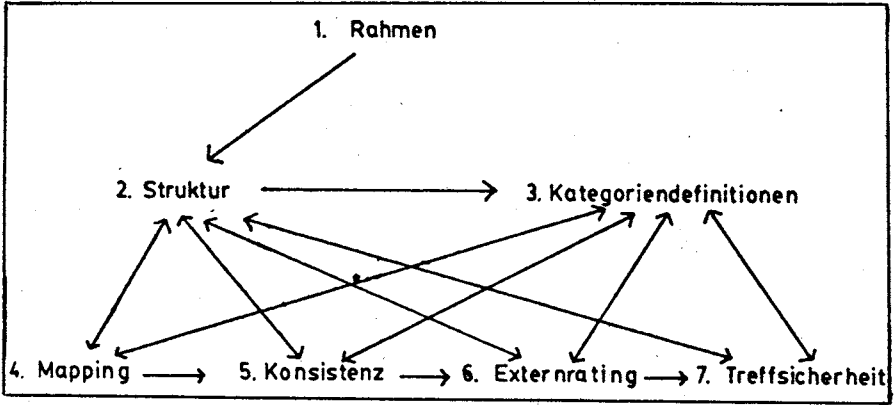 1. Rahmen
2. Struktur 3. Kategoriendefinitionen
4. Mapping 5. Konsistenz 6. Externrating 7. Treffsicherheit